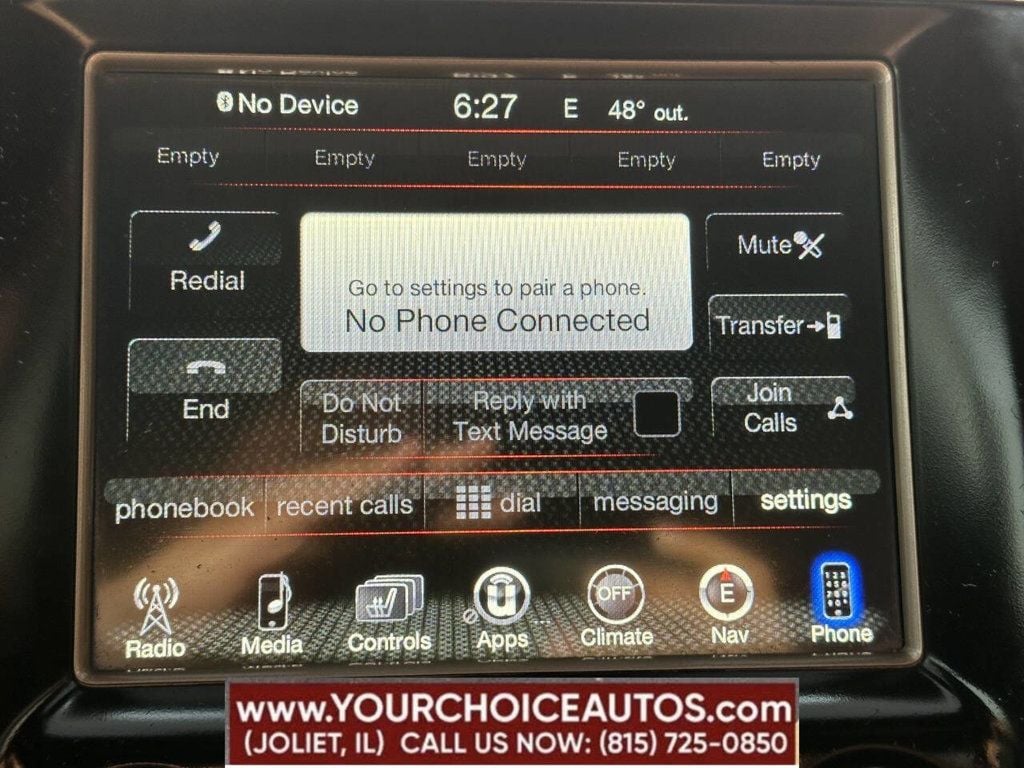 No Device 6:27 E 48° out.
Empty Empty Empty Empty Empty
Redial
Go to settings to pair a phone.
No Phone Connected
Mute
Transfer
End
Do Not
Disturb
Reply with
Text Message
Join
Calls
phonebook recent calls dial messaging settings
OFF E
Radio Media Controls Apps Climate Nav Phone
www.YOURCHOICEAUTOS.com
(JOLIET, IL) CALL US NOW: (815) 725-0850